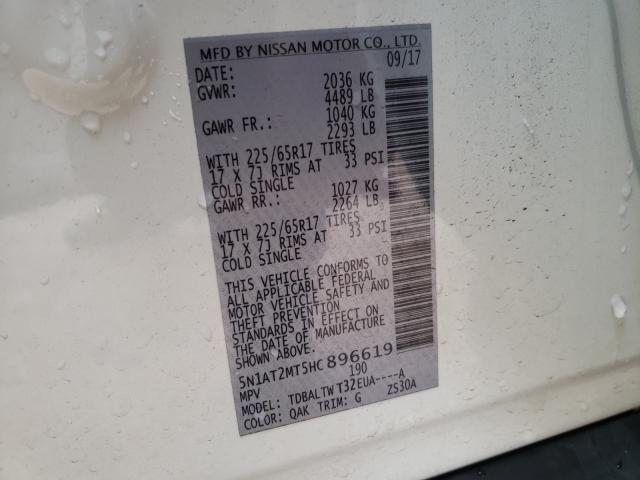 MFD BY NISSAN MOTOR CO., LTD.
DATE: 09/17
GVWR: 2036 KG
4489 LB
GAWR FR.: 1040 KG
2293 LB
WITH 225/65R17 TIRES
17 X 7J RIMS AT 33 PSI
COLD SINGLE
GAWR RR.: 1027 KG
2264 LB
WITH 225/65R17 TIRES
17 X 7J RIMS AT 33 PSI
COLD SINGLE
THIS VEHICLE CONFORMS TO
ALL APPLICABLE FEDERAL
MOTOR VEHICLE SAFETY AND
THEFT PREVENTION
STANDARDS IN EFFECT ON
THE DATE OF MANUFACTURE
SHOWN ABOVE.
5N1AT2MT5HC896619
MPV 190
MODEL: TDBALTWT32EUA----A
COLOR: QAK TRIM: G ZS30A